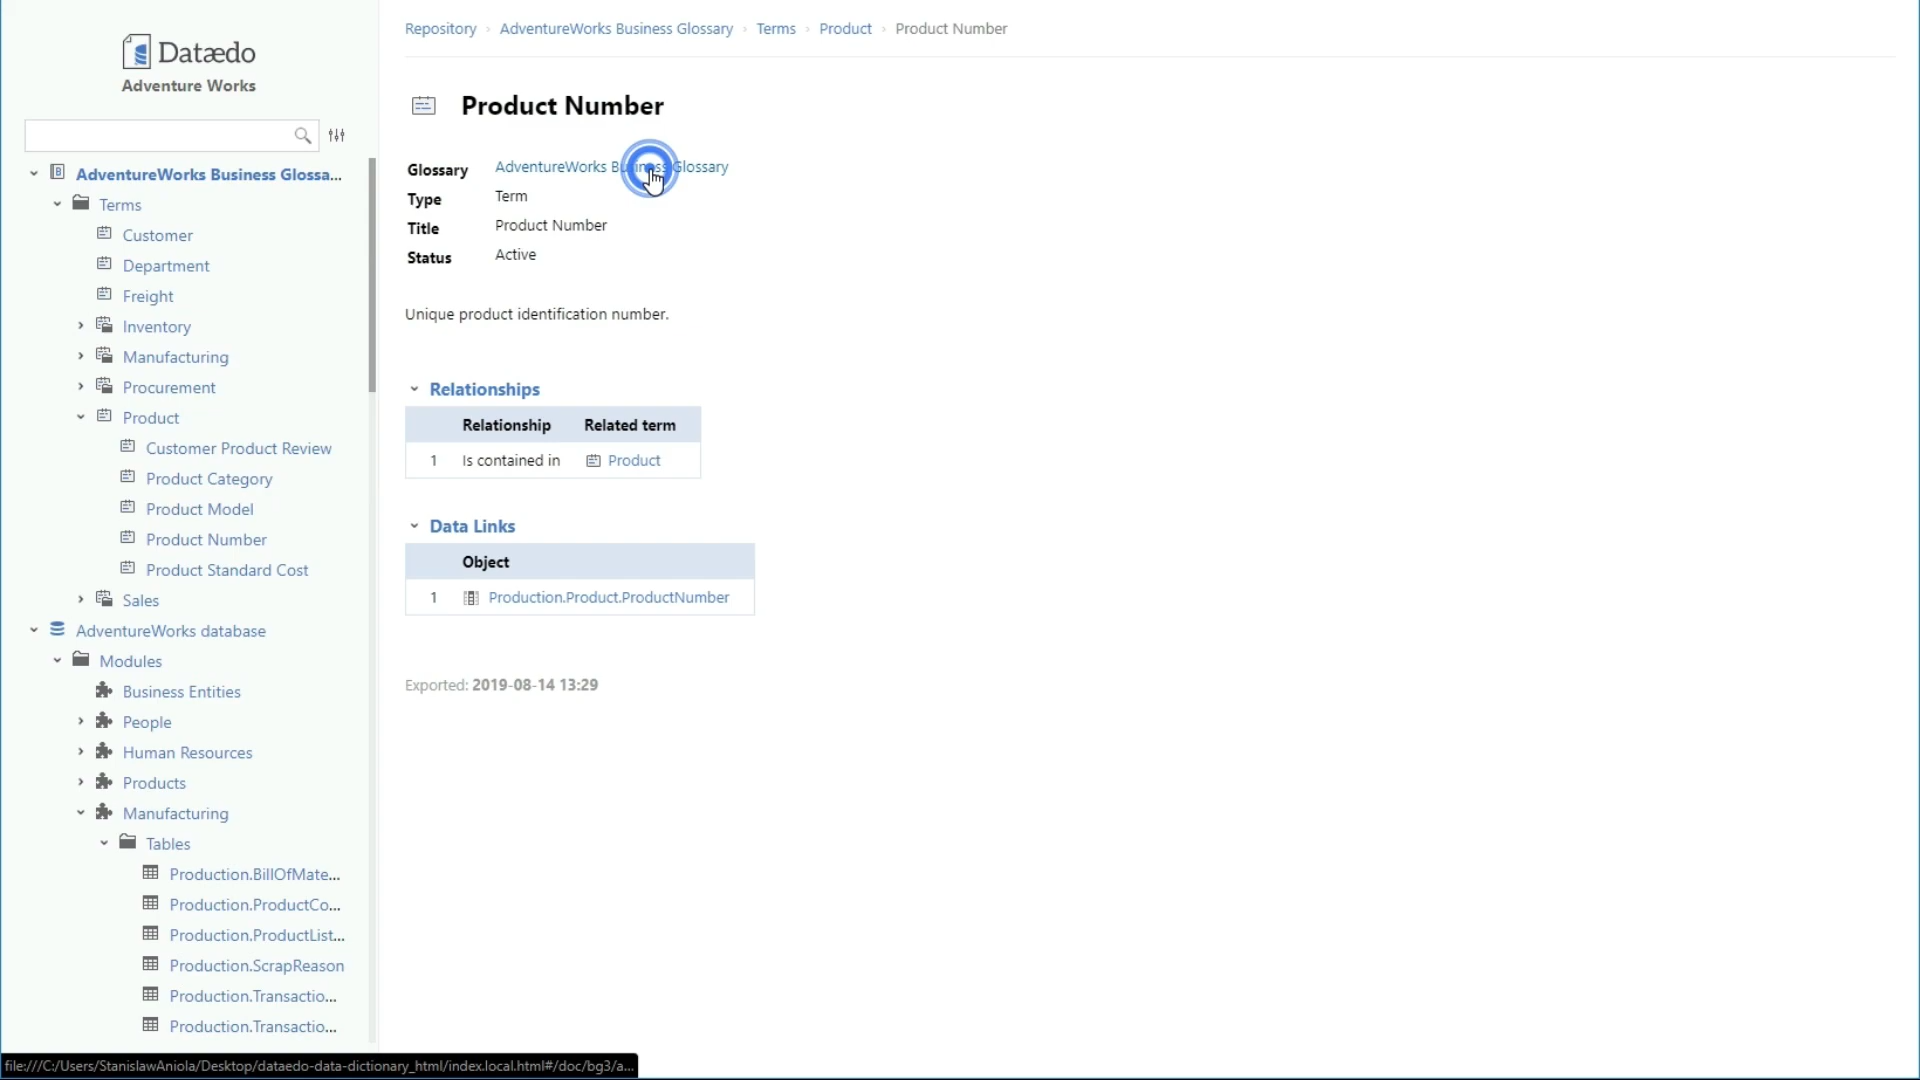 Dataedo
Adventure Works
AdventureWorks Business Glossa...
Terms
Customer
Department
Freight
Inventory
Manufacturing
Procurement
Product
Customer Product Review
Product Category
Product Model
Product Number
Product Standard Cost
Sales
AdventureWorks database
Modules
Business Entities
People
Human Resources
Products
Manufacturing
Tables
Production.BillOfMate...
Production.ProductCo...
Production.ProductList...
Production.ScrapReason
Production.Transactio...
Production.Transactio...
Repository › AdventureWorks Business Glossary › Terms › Product › Product Number
Product Number
Glossary AdventureWorks Business Glossary
Type Term
Title Product Number
Status Active
Unique product identification number.
Relationships
Relationship Related term
1 Is contained in Product
Data Links
Object
1 Production.Product.ProductNumber
Exported: 2019-08-14 13:29
file:///C:/Users/StanislawAniola/Desktop/dataedo-data-dictionary_html/index.local.html#/doc/bg3/a...